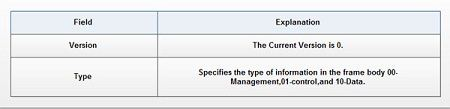 Field Explanation
Version The Current Version is 0.
Type Specifies the type of information in the frame body 00-
Management,01-control,and 10-Data.